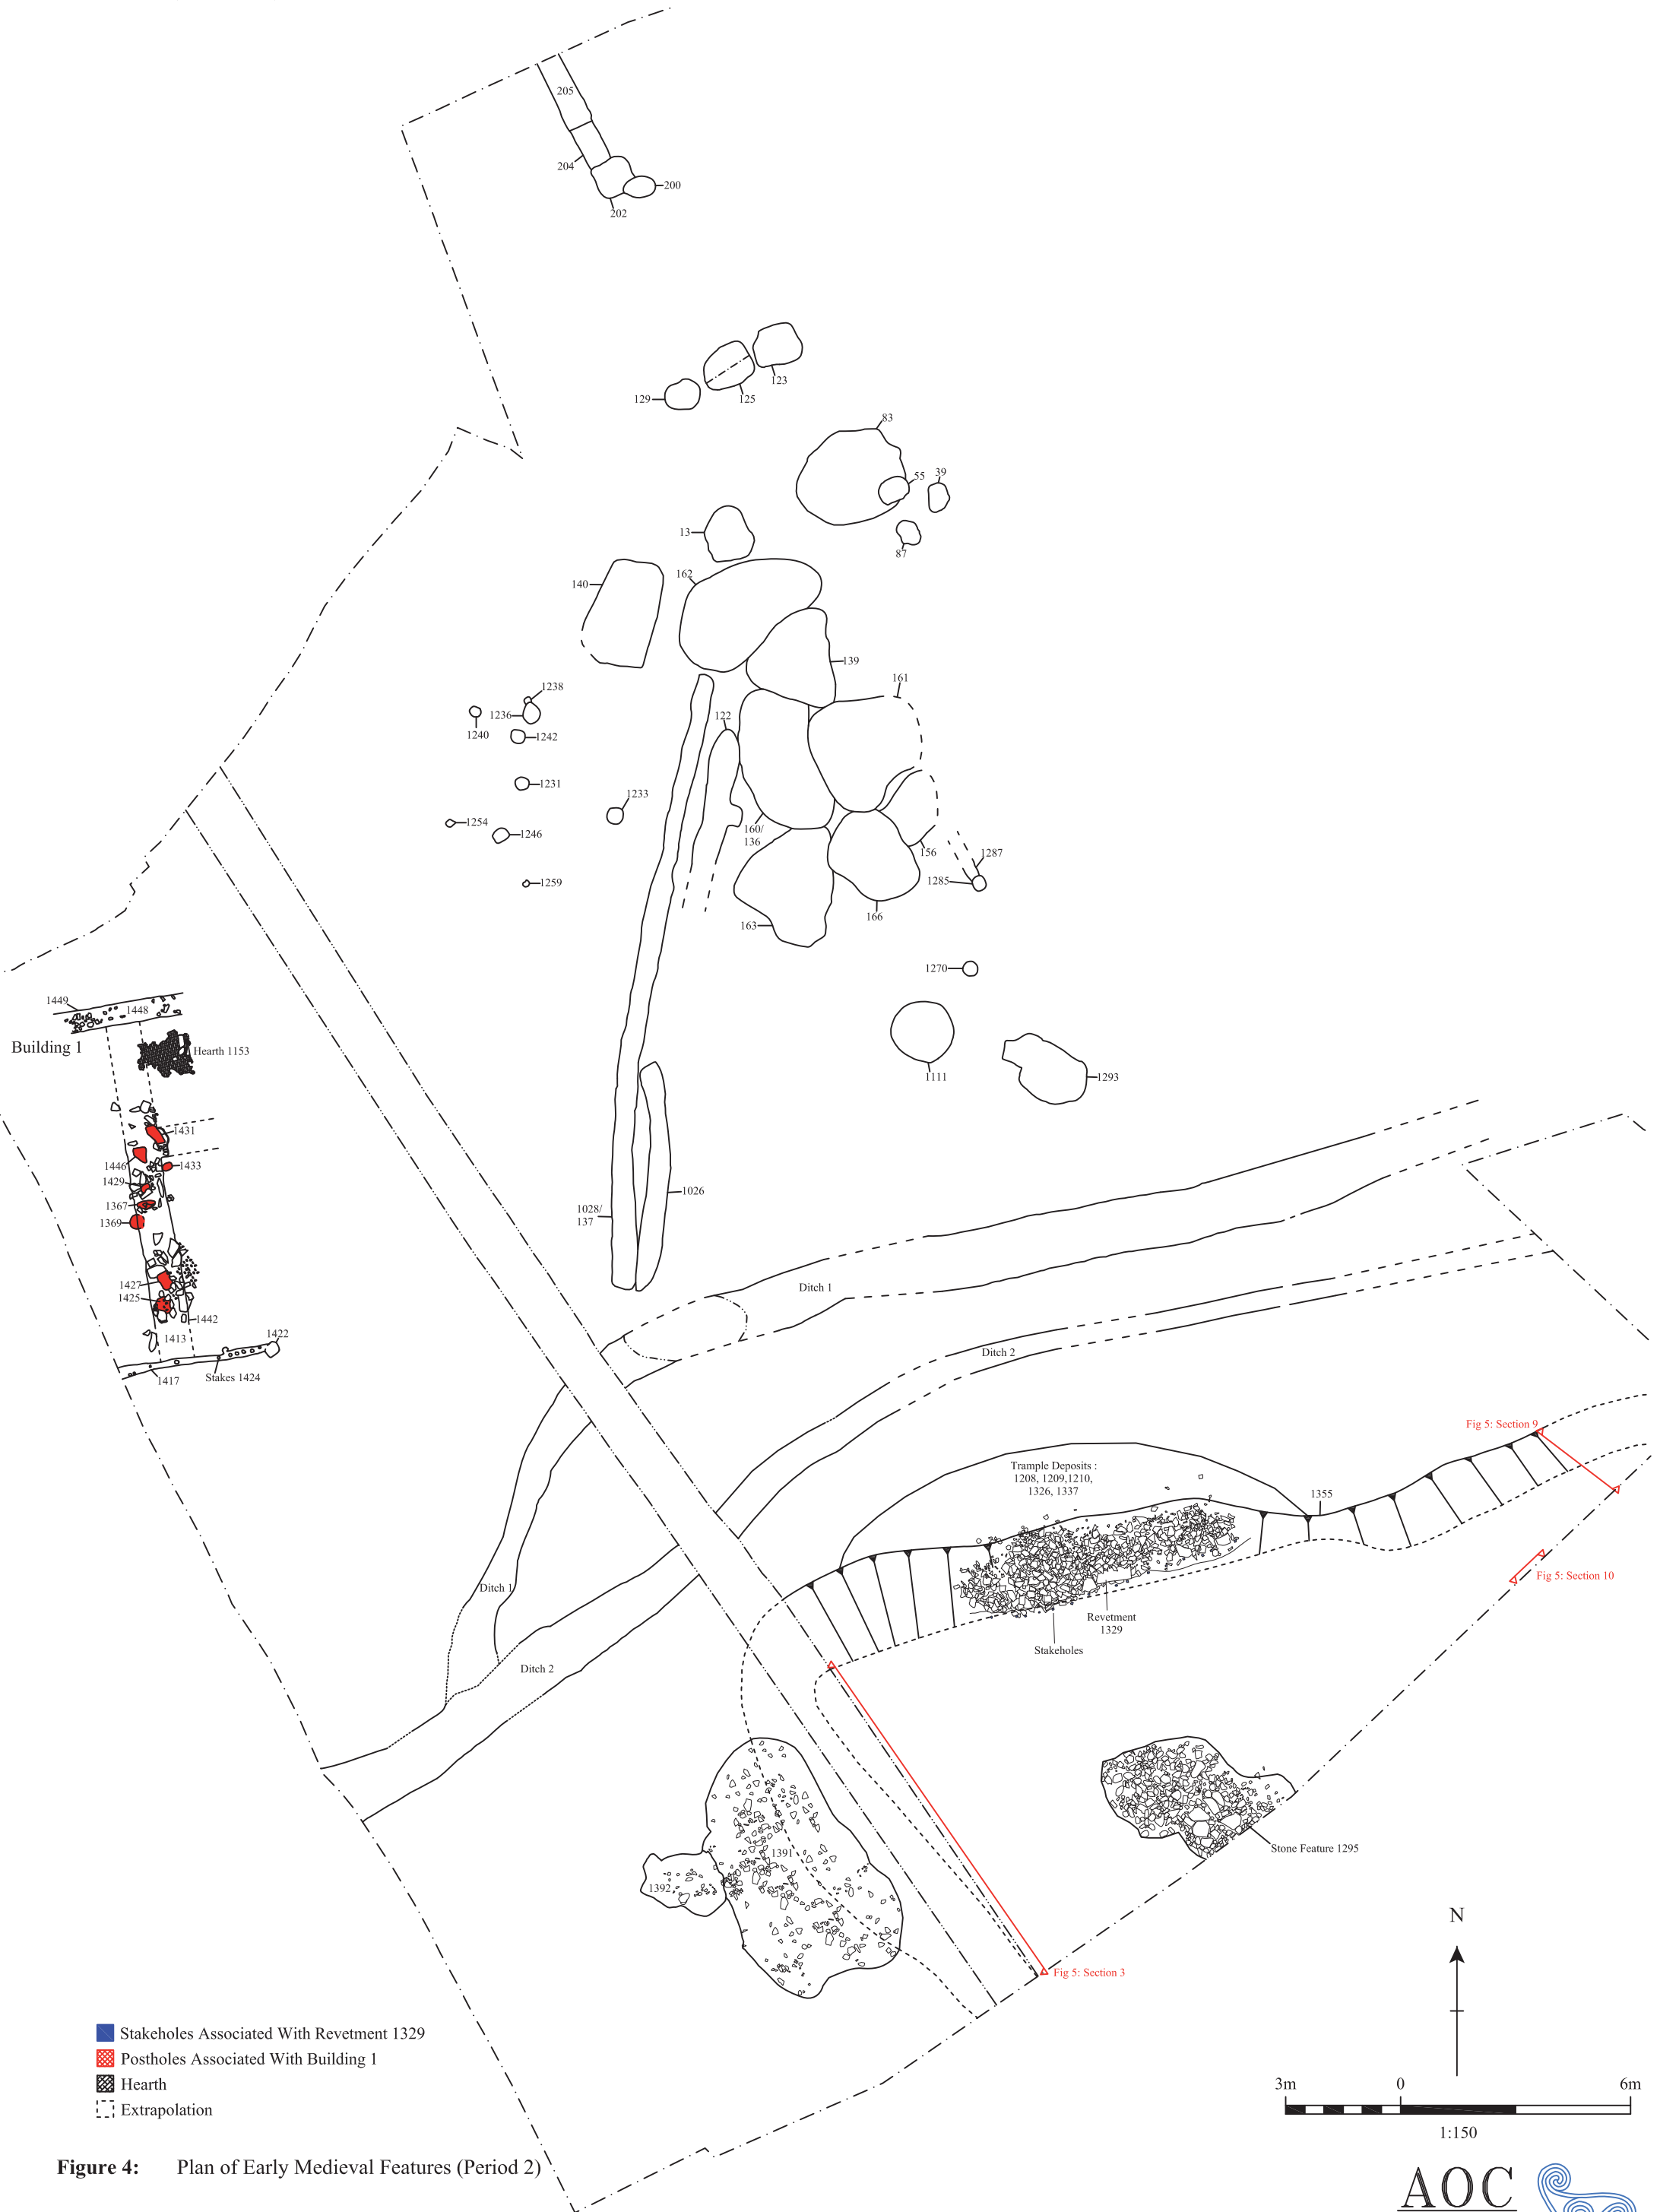 205
204
200
202
123
129
125
83
55
39
13
87
140
162
139
161
1238
1236
1240
1242
122
1231
1233
1254
1246
160/
136
156
1287
1285
1259
166
163
1270
1449
1448
Building 1
Hearth 1153
1111
1293
1431
1446
1433
1429
1367
1369
1026
1028/
137
1427
1425
1442
1413
1422
1417
Stakes 1424
Ditch 1
Ditch 2
Fig 5: Section 9
Trample Deposits :
1208, 1209,1210,
1326, 1337
1355
Fig 5: Section 10
Ditch 1
Revetment
1329
Stakeholes
Ditch 2
1391
1392
Stone Feature 1295
Fig 5: Section 3
N
Stakeholes Associated With Revetment 1329
Postholes Associated With Building 1
Hearth
Extrapolation
3m 0 6m
1:150
Figure 4: Plan of Early Medieval Features (Period 2)
AOC